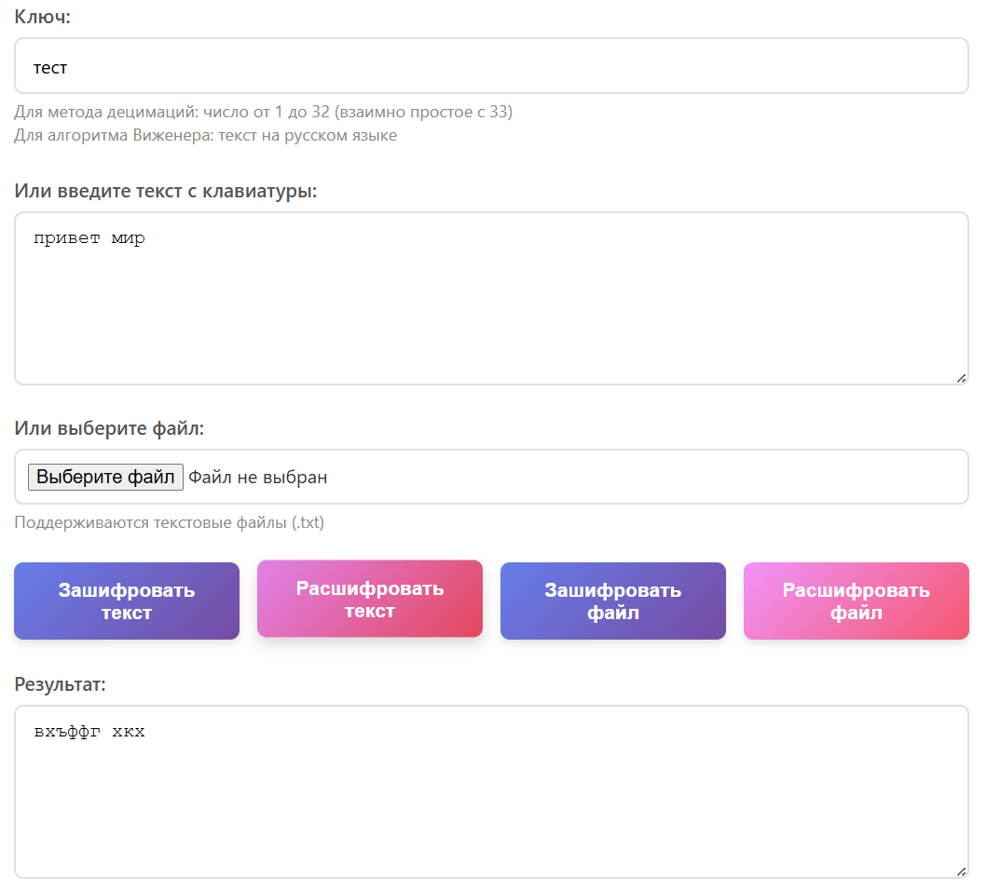 Ключ:
тест
Для метода децимаций: число от 1 до 32 (взаимно простое с 33)
Для алгоритма Виженера: текст на русском языке
Или введите текст с клавиатуры:
привет мир
Или выберите файл:
Выберите файл Файл не выбран
Поддерживаются текстовые файлы (.txt)
Зашифровать
текст
Расшифровать
текст
Зашифровать
файл
Расшифровать
файл
Результат:
вхъффг хкх